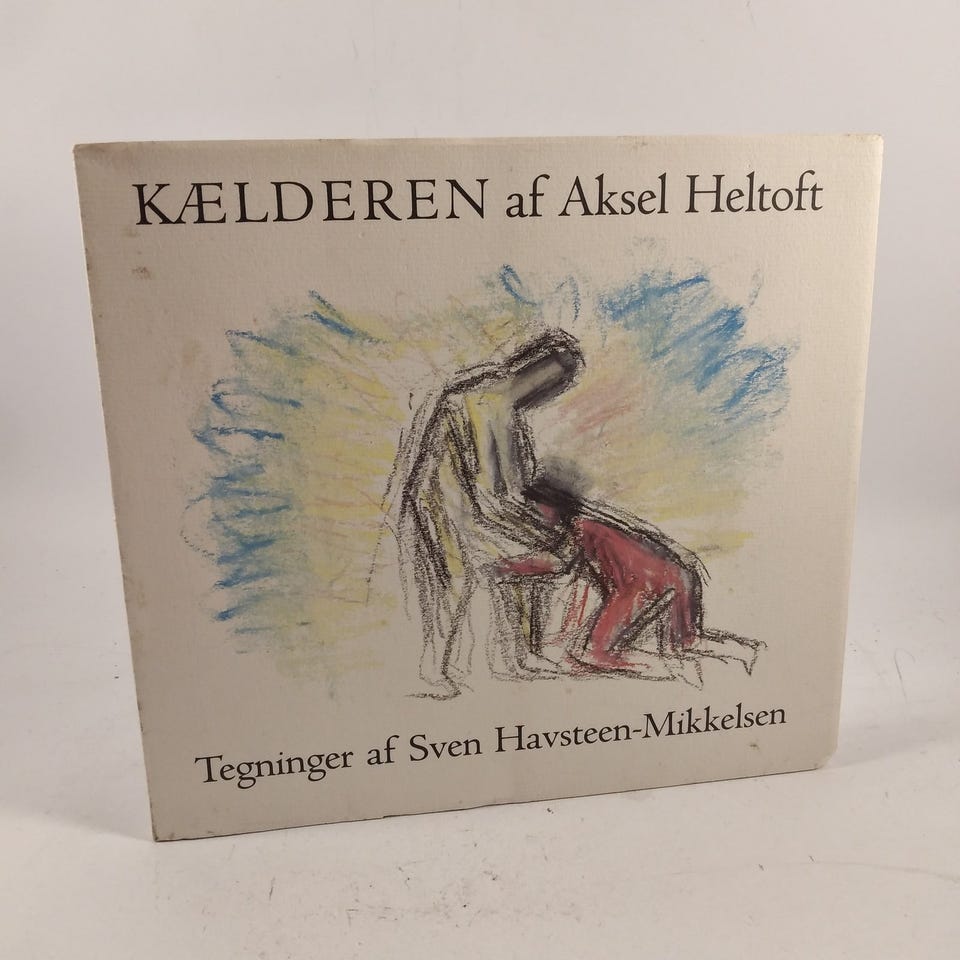 KÆLDEREN af Aksel Heltoft
Tegninger af Sven Havsteen-Mikkelsen